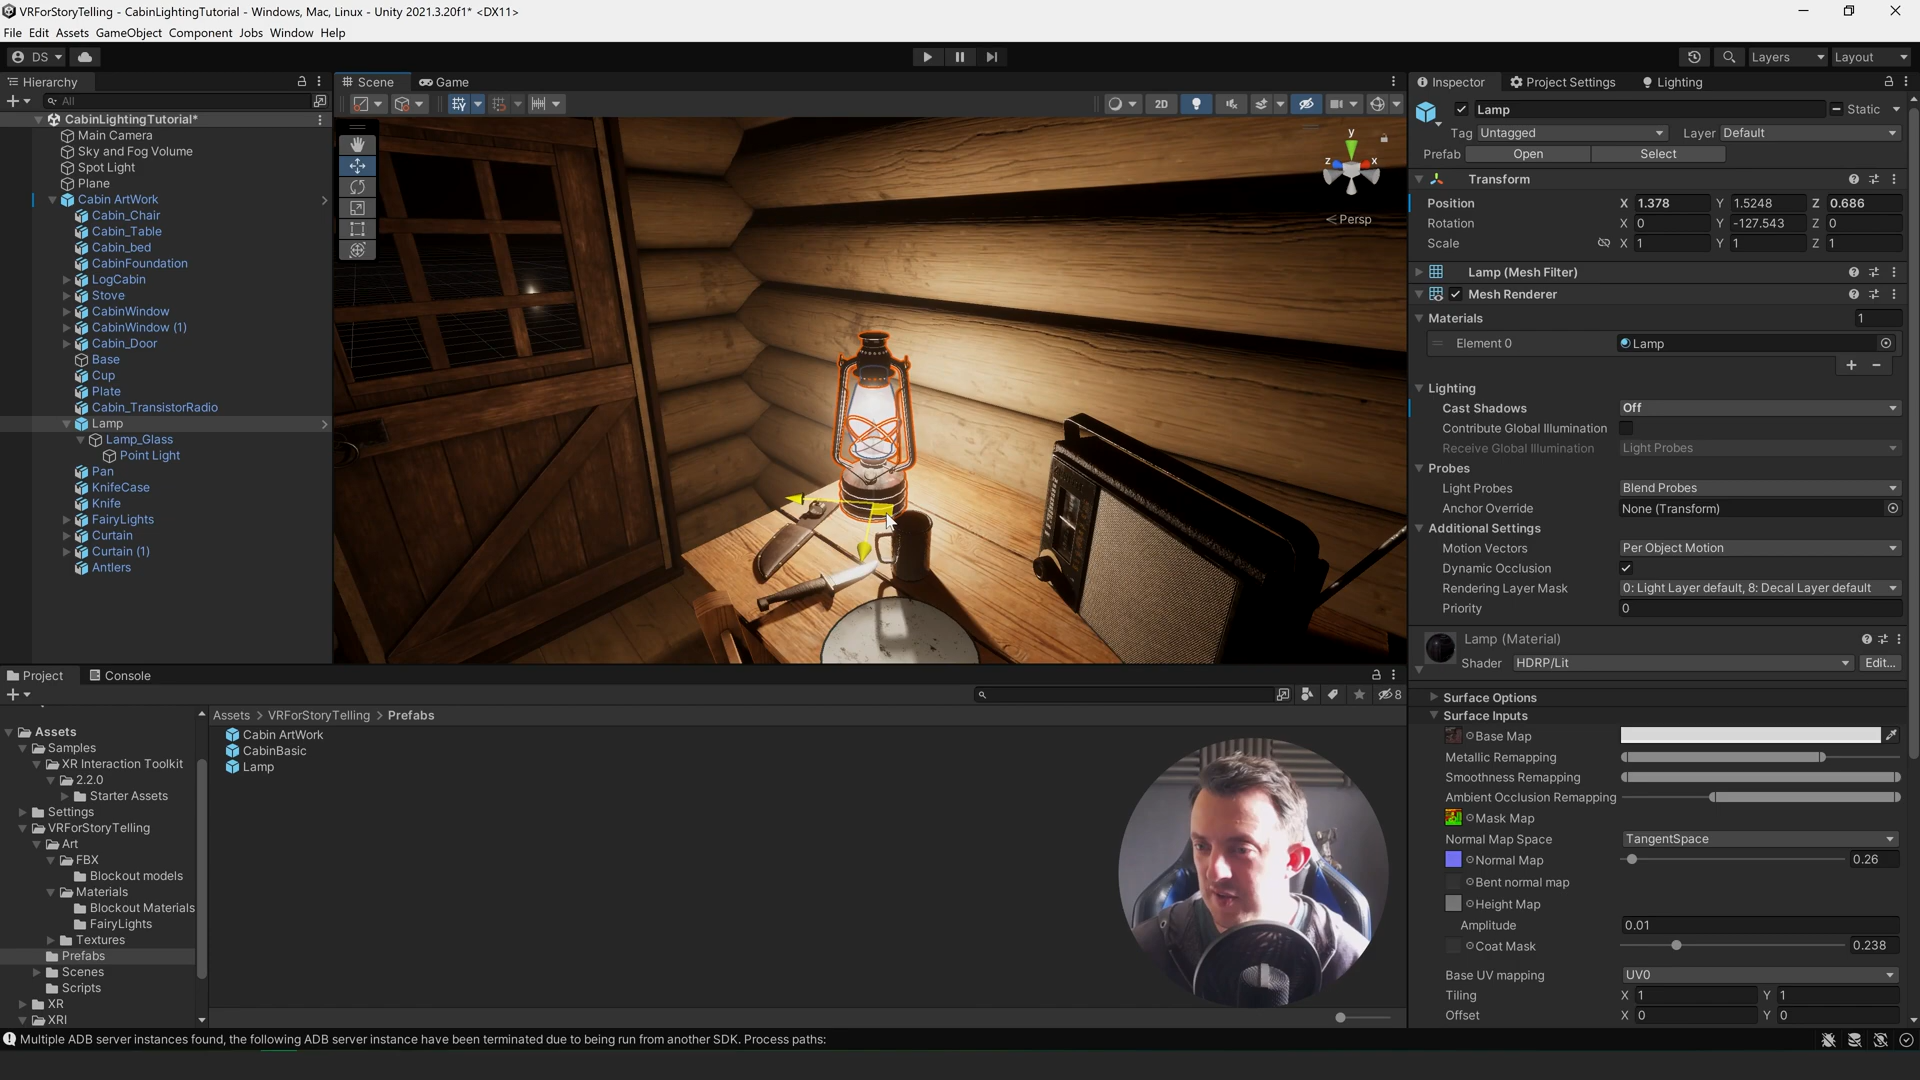 VRForStoryTelling - CabinLightingTutorial - Windows, Mac, Linux - Unity 2021.3.20f1* <DX11>
File Edit Assets GameObject Component Jobs Window Help
DS
Layers
Layout
Hierarchy
All
CabinLightingTutorial*
Main Camera
Sky and Fog Volume
Spot Light
Plane
Cabin ArtWork
Cabin_Chair
Cabin_Table
Cabin_bed
CabinFoundation
LogCabin
Stove
CabinWindow
CabinWindow (1)
Cabin_Door
Base
Cup
Plate
Cabin_TransistorRadio
Lamp
Lamp_Glass
Point Light
Pan
KnifeCase
Knife
FairyLights
Curtain
Curtain (1)
Antlers
Scene
Game
2D
y
z x
Persp
Inspector
Project Settings
Lighting
Lamp
Static
Tag Untagged
Layer Default
Prefab Open Select
Transform
Position X 1.378 Y 1.5248 Z 0.686
Rotation X 0 Y -127.543 Z 0
Scale X 1 Y 1 Z 1
Lamp (Mesh Filter)
Mesh Renderer
Materials 1
Element 0 Lamp
Lighting
Cast Shadows Off
Contribute Global Illumination
Receive Global Illumination Light Probes
Probes
Light Probes Blend Probes
Anchor Override None (Transform)
Additional Settings
Motion Vectors Per Object Motion
Dynamic Occlusion
Rendering Layer Mask 0: Light Layer default, 8: Decal Layer default
Priority 0
Lamp (Material)
Shader HDRP/Lit Edit...
Surface Options
Surface Inputs
Base Map
Metallic Remapping
Smoothness Remapping
Ambient Occlusion Remapping
Mask Map
Normal Map Space TangentSpace
Normal Map 0.26
Bent normal map
Height Map
Amplitude 0.01
Coat Mask 0.238
Base UV mapping UV0
Tiling X 1 Y 1
Offset X 0 Y 0
Project
Console
8
Assets
Samples
XR Interaction Toolkit
2.2.0
Starter Assets
Settings
VRForStoryTelling
Art
FBX
Blockout models
Materials
Blockout Materials
FairyLights
Textures
Prefabs
Scenes
Scripts
XR
XRI
Assets > VRForStoryTelling > Prefabs
Cabin ArtWork
CabinBasic
Lamp
Multiple ADB server instances found, the following ADB server instance have been terminated due to being run from another SDK. Process paths: